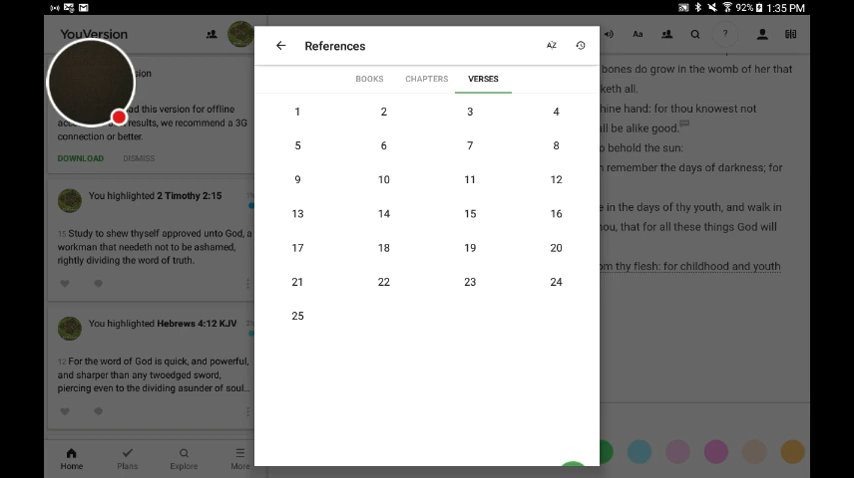 92% 1:35 PM
YouVersion
References
AZ
Aa
?
BOOKS CHAPTERS VERSES
1 2 3 4
5 6 7 8
9 10 11 12
13 14 15 16
17 18 19 20
21 22 23 24
25
sion
ad this version for offline
results, we recommend a 3G
connection or better.
DOWNLOAD DISMISS
You highlighted 2 Timothy 2:15
15 Study to shew thyself approved unto God, a
workman that needeth not to be ashamed,
rightly dividing the word of truth.
You highlighted Hebrews 4:12 KJV
12 For the word of God is quick, and powerful,
and sharper than any twoedged sword,
piercing even to the dividing asunder of soul...
Home Plans Explore More
bones do grow in the womb of her that
keth all.
hine hand: for thou knowest not
all be alike good.
o behold the sun:
n remember the days of darkness; for
e in the days of thy youth, and walk in
hou, that for all these things God will
om thy flesh: for childhood and youth